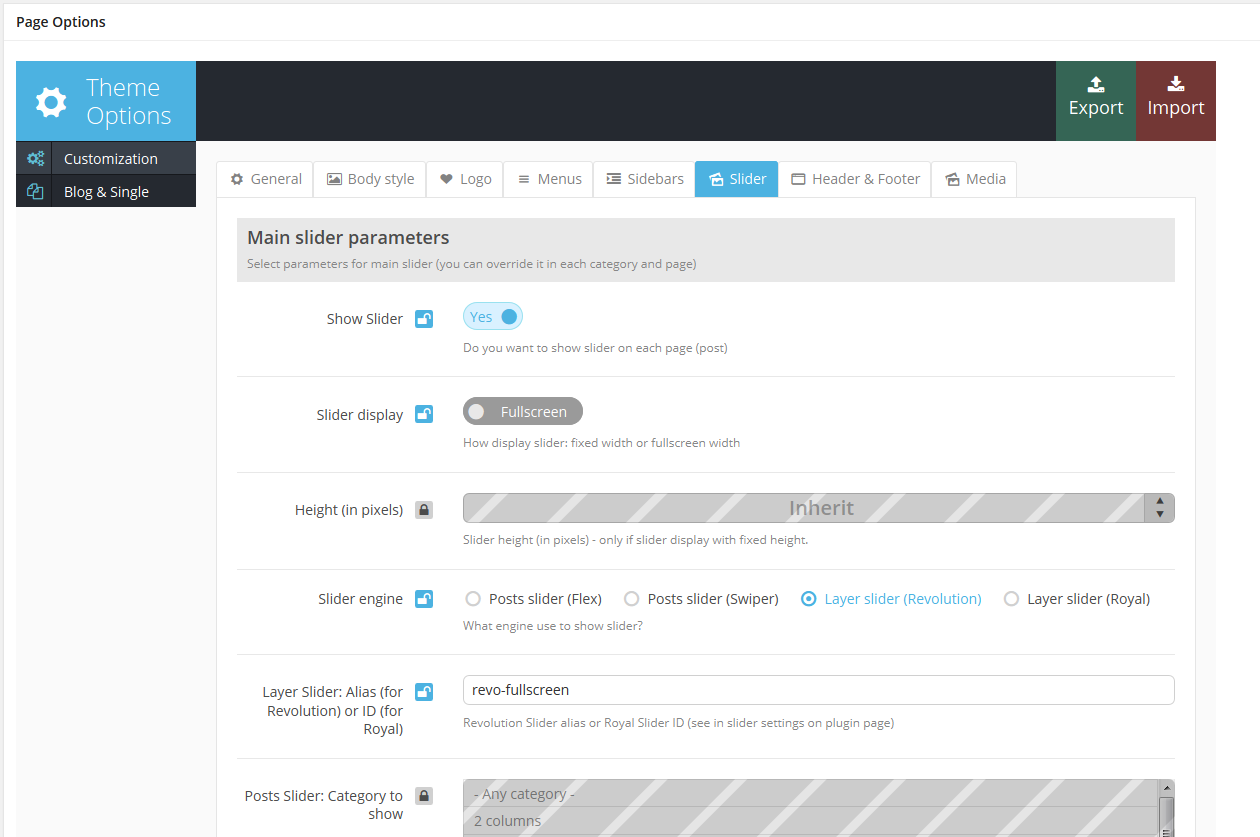 Page Options
Theme
Options
Export
Import
Customization
Blog & Single
General
Body style
Logo
Menus
Sidebars
Slider
Header & Footer
Media
Main slider parameters
Select parameters for main slider (you can override it in each category and page)
Show Slider
Yes
Do you want to show slider on each page (post)
Slider display
Fullscreen
How display slider: fixed width or fullscreen width
Height (in pixels)
Inherit
Slider height (in pixels) - only if slider display with fixed height.
Slider engine
Posts slider (Flex)
Posts slider (Swiper)
Layer slider (Revolution)
Layer slider (Royal)
What engine use to show slider?
Layer Slider: Alias (for
Revolution) or ID (for
Royal)
revo-fullscreen
Revolution Slider alias or Royal Slider ID (see in slider settings on plugin page)
Posts Slider: Category to
show
- Any category -
2 columns